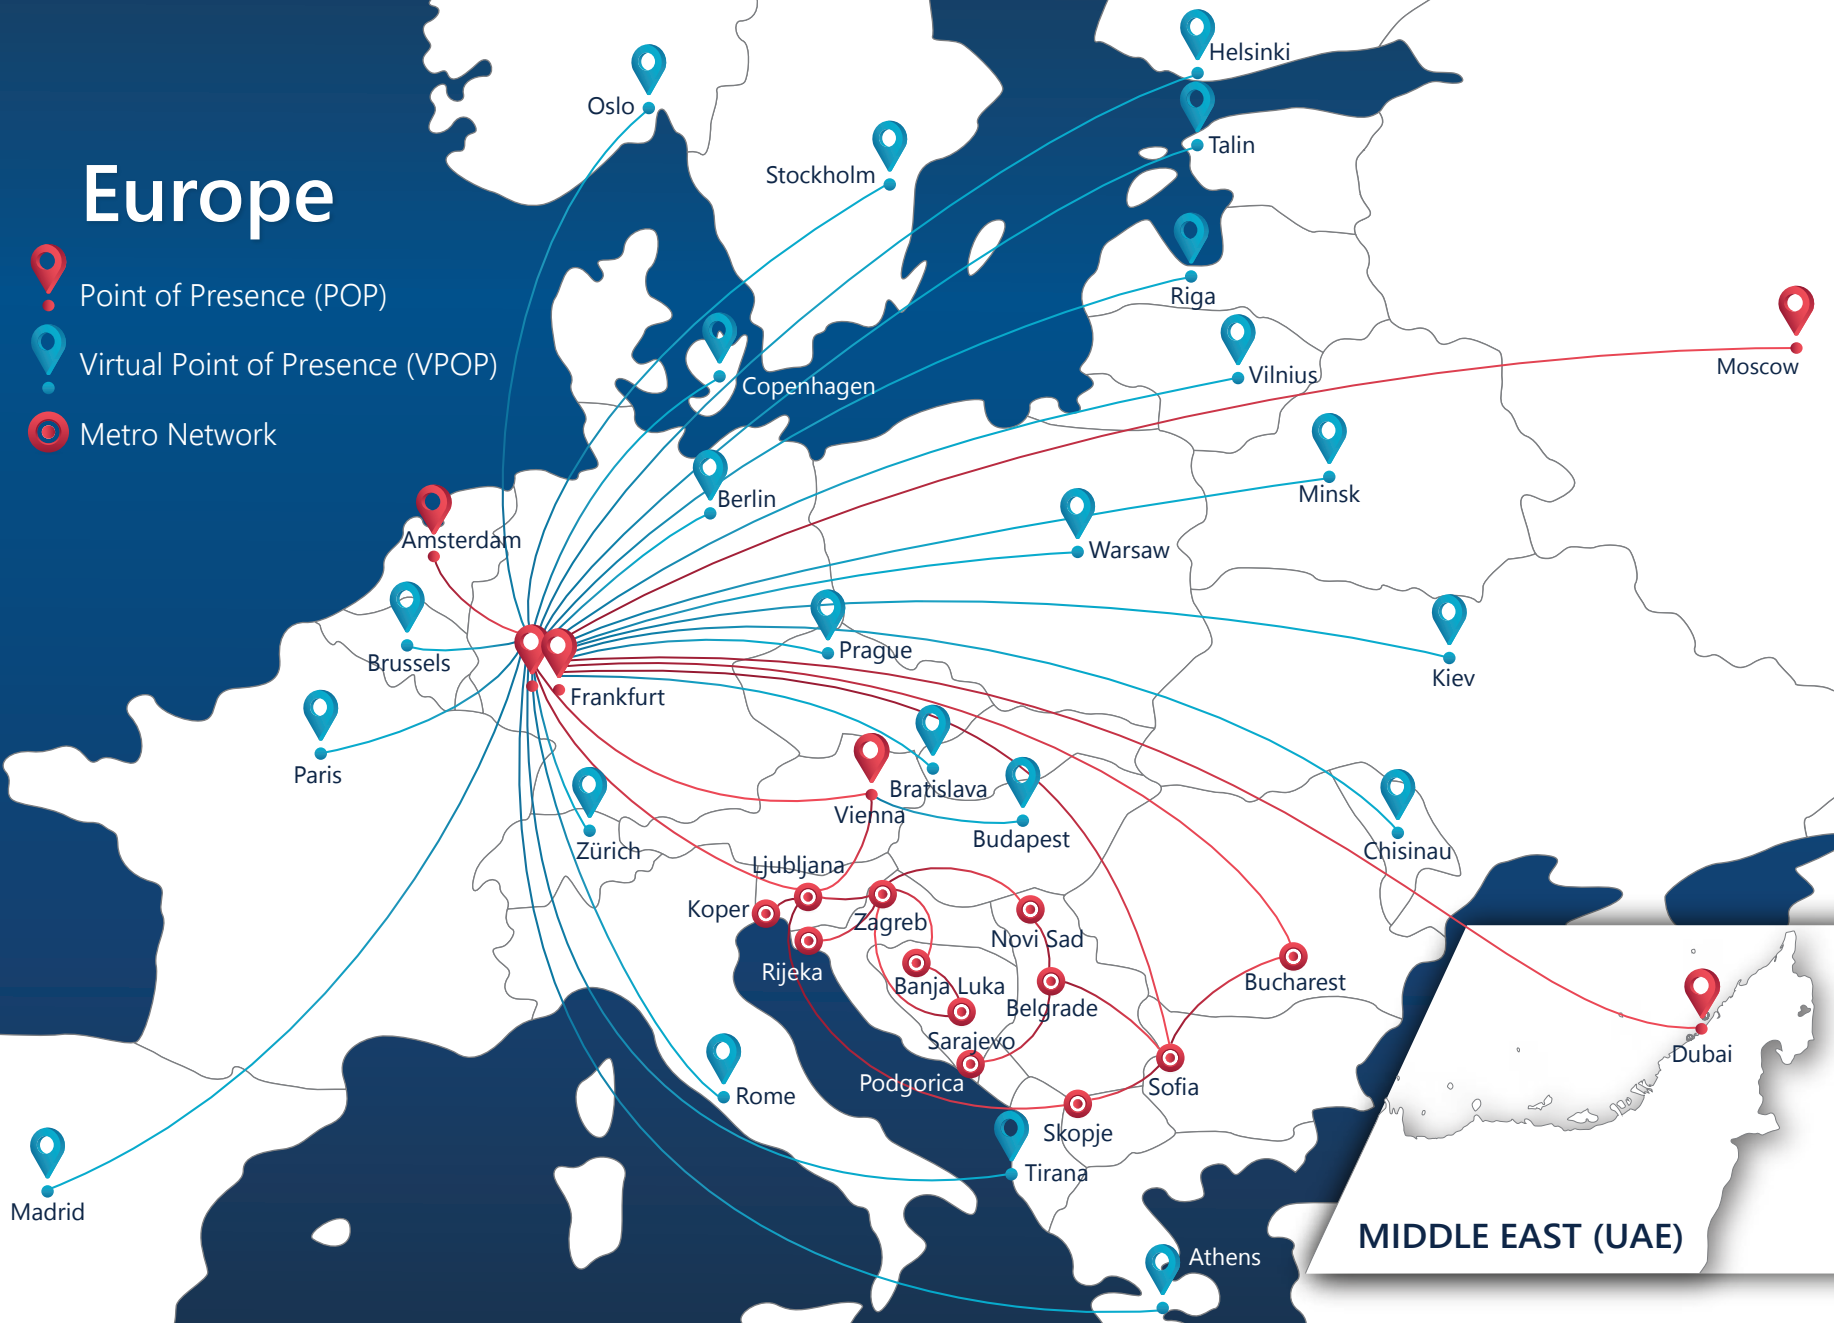 Europe
Point of Presence (POP)
Virtual Point of Presence (VPOP)
Metro Network
Helsinki
Oslo
Talin
Stockholm
Riga
Moscow
Vilnius
Copenhagen
Minsk
Berlin
Amsterdam
Warsaw
Brussels
Prague
Kiev
Frankfurt
Paris
Bratislava
Vienna
Budapest
Zürich
Chisinau
Ljubljana
Koper
Zagreb
Novi Sad
Rijeka
Banja Luka
Bucharest
Belgrade
Sarajevo
Dubai
Podgorica
Sofia
Rome
Skopje
Tirana
Madrid
MIDDLE EAST (UAE)
Athens